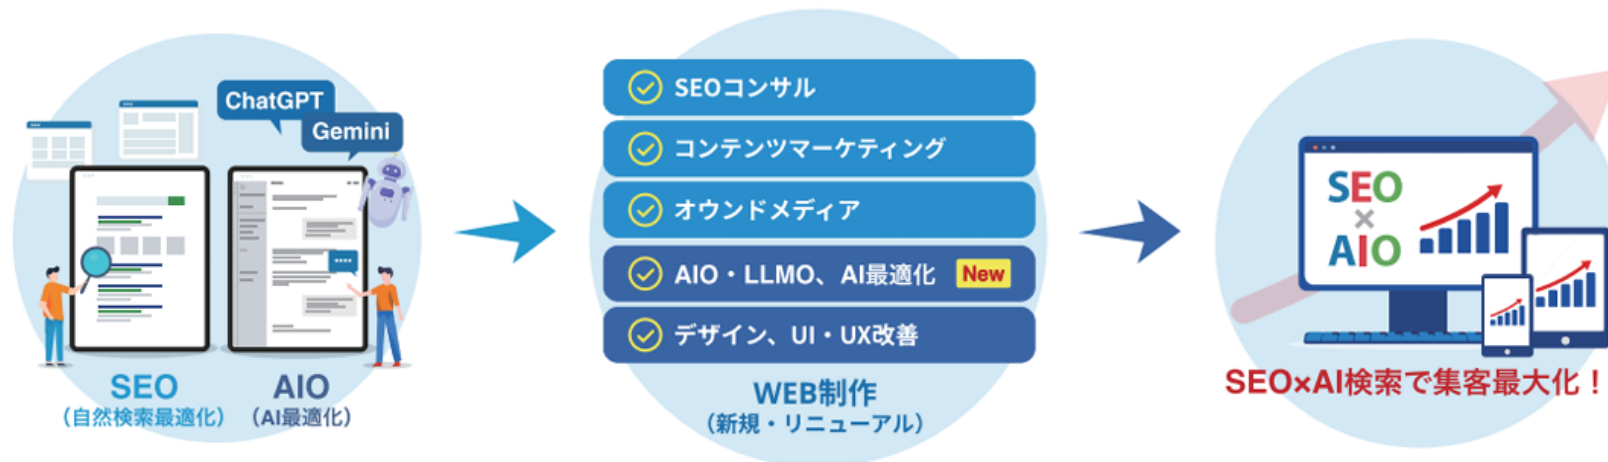 ChatGPT
Gemini
SEO
(自然検索最適化)
AIO
(AI最適化)
SEOコンサル
コンテンツマーケティング
オウンドメディア
AIO・LLMO、AI最適化 New
デザイン、UI・UX改善
WEB制作
(新規・リニューアル)
SEO
×
AIO
SEO×AI検索で集客最大化!